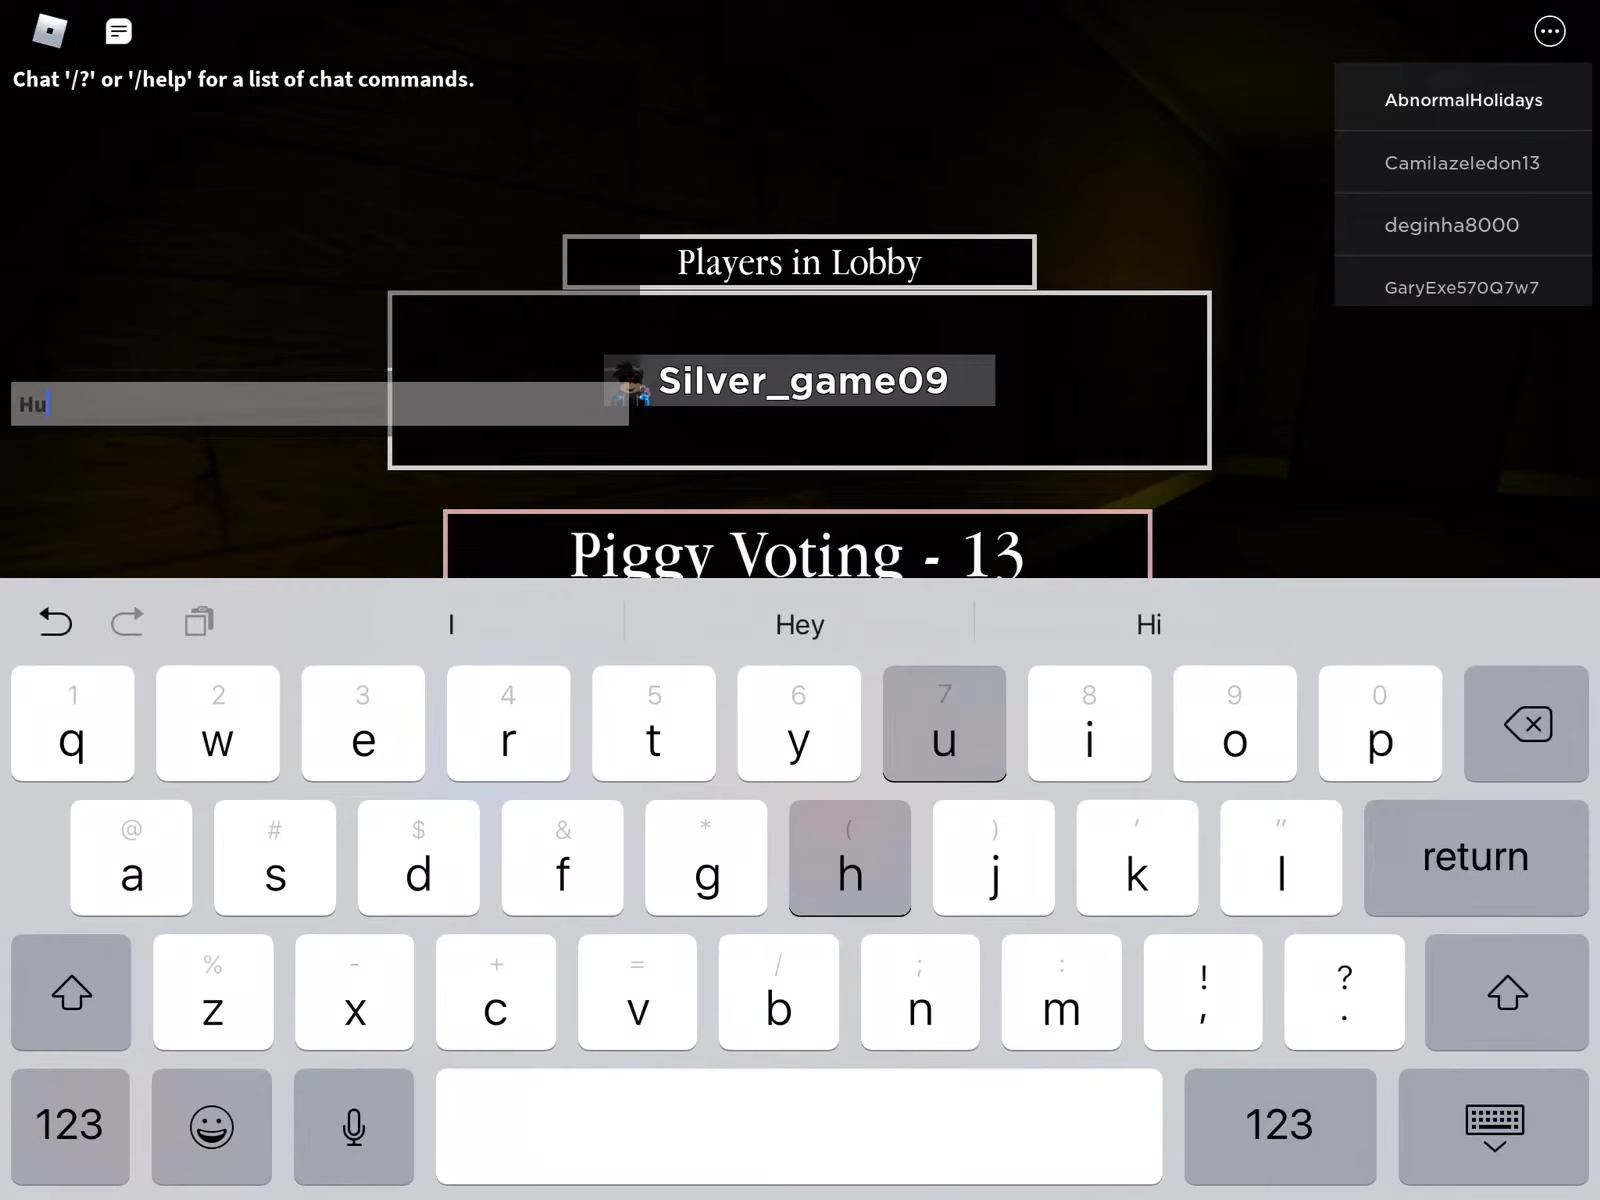 Chat '/?' or '/help' for a list of chat commands.
AbnormalHolidays
Camilazeledon13
deginha8000
GaryExe570Q7w7
Players in Lobby
Silver_game09
Hu
Piggy Voting - 13
I Hey Hi
1 2 3 4 5 6 7 8 9 0
q w e r t y u i o p
@ # $ & * ( ) ' "
a s d f g h j k l return
% - + = / ; : ! ?
z x c v b n m , .
123 123